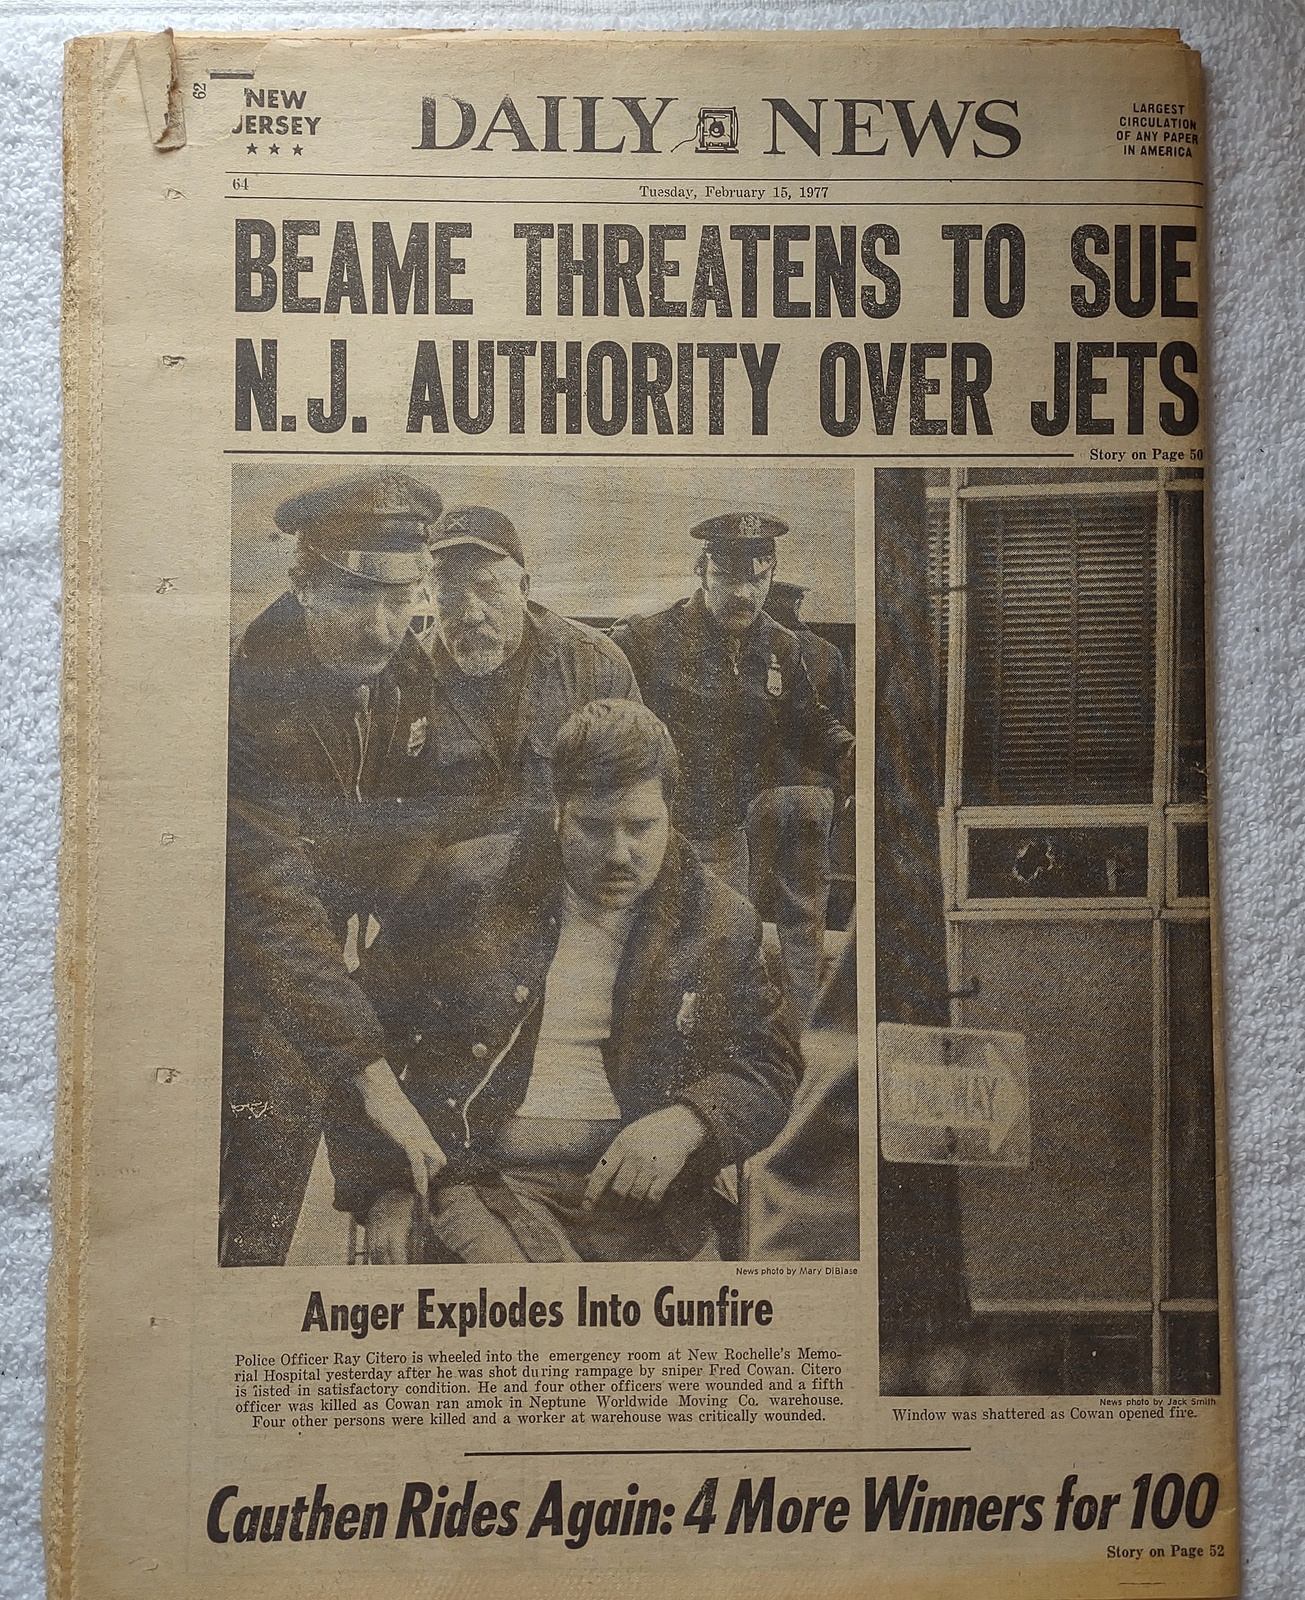 62
NEW
JERSEY
★ ★ ★
DAILY NEWS
LARGEST
CIRCULATION
OF ANY PAPER
IN AMERICA
64
Tuesday, February 15, 1977
BEAME THREATENS TO SUE
N.J. AUTHORITY OVER JETS
Story on Page 50
WAY
News photo by Mary DiBiase
Anger Explodes Into Gunfire
Police Officer Ray Citero is wheeled into the emergency room at New Rochelle's Memo-
rial Hospital yesterday after he was shot during rampage by sniper Fred Cowan. Citero
is listed in satisfactory condition. He and four other officers were wounded and a fifth
officer was killed as Cowan ran amok in Neptune Worldwide Moving Co. warehouse.
Four other persons were killed and a worker at warehouse was critically wounded.
News photo by Jack Smith
Window was shattered as Cowan opened fire.
Cauthen Rides Again: 4 More Winners for 100
Story on Page 52